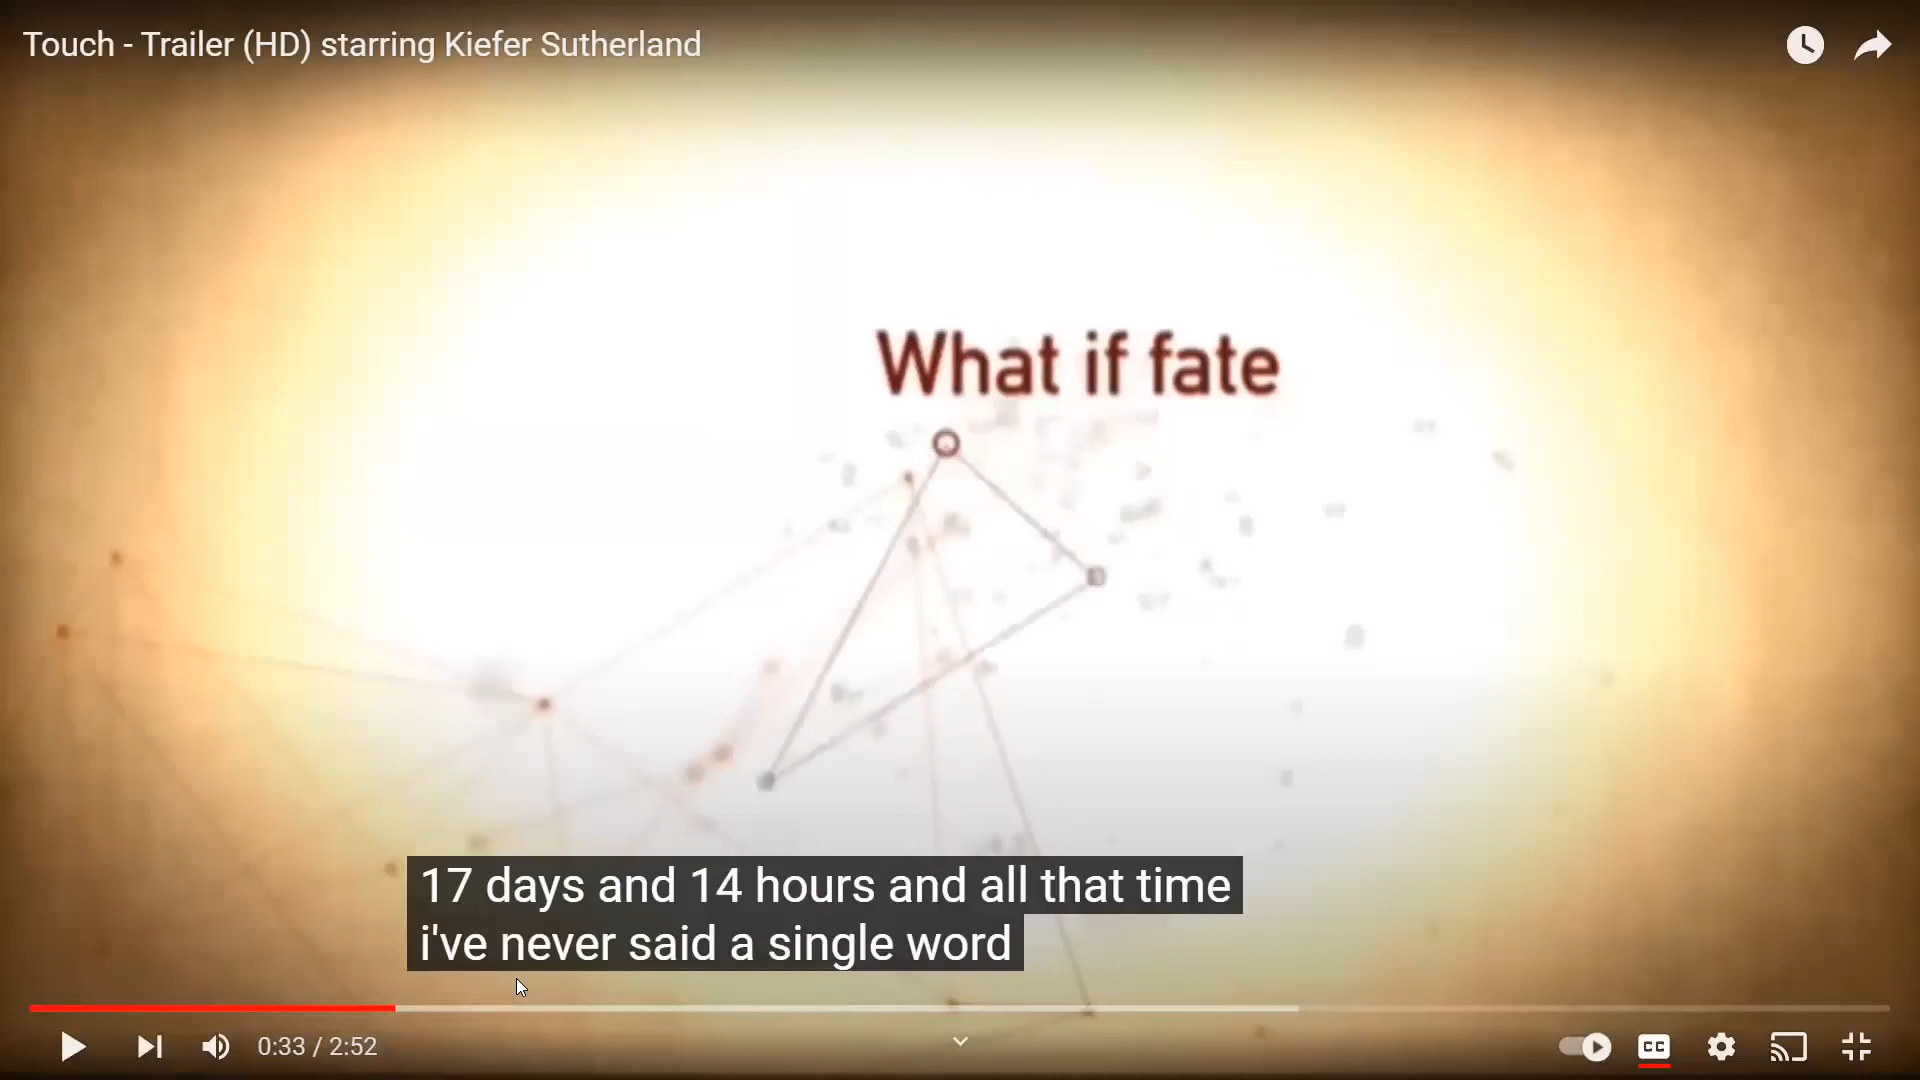 Touch - Trailer (HD) starring Kiefer Sutherland
What if fate
17 days and 14 hours and all that time
i've never said a single word
0:33 / 2:52
CC